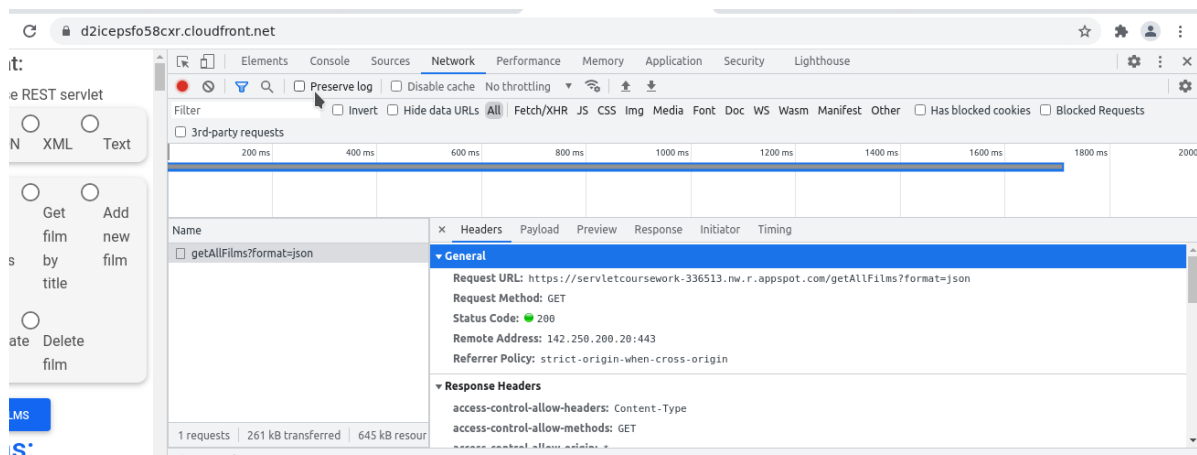 d2icepsfo58cxr.cloudfront.net
it:
e REST servlet
N XML Text
Get Add
film new
s by film
title
ate Delete
film
LMS
s:
Elements Console Sources Network Performance Memory Application Security Lighthouse
Preserve log Disable cache No throttling
Filter Invert Hide data URLs All Fetch/XHR JS CSS Img Media Font Doc WS Wasm Manifest Other Has blocked cookies Blocked Requests
3rd-party requests
200 ms 400 ms 600 ms 800 ms 1000 ms 1200 ms 1400 ms 1600 ms 1800 ms 2000
Name
getAllFilms?format=json
1 requests 261 kB transferred 645 kB resour
Headers Payload Preview Response Initiator Timing
General
Request URL: https://servletcoursework-336513.nw.r.appspot.com/getAllFilms?format=json
Request Method: GET
Status Code: 200
Remote Address: 142.250.200.20:443
Referrer Policy: strict-origin-when-cross-origin
Response Headers
access-control-allow-headers: Content-Type
access-control-allow-methods: GET
access-control-allow-origin: *